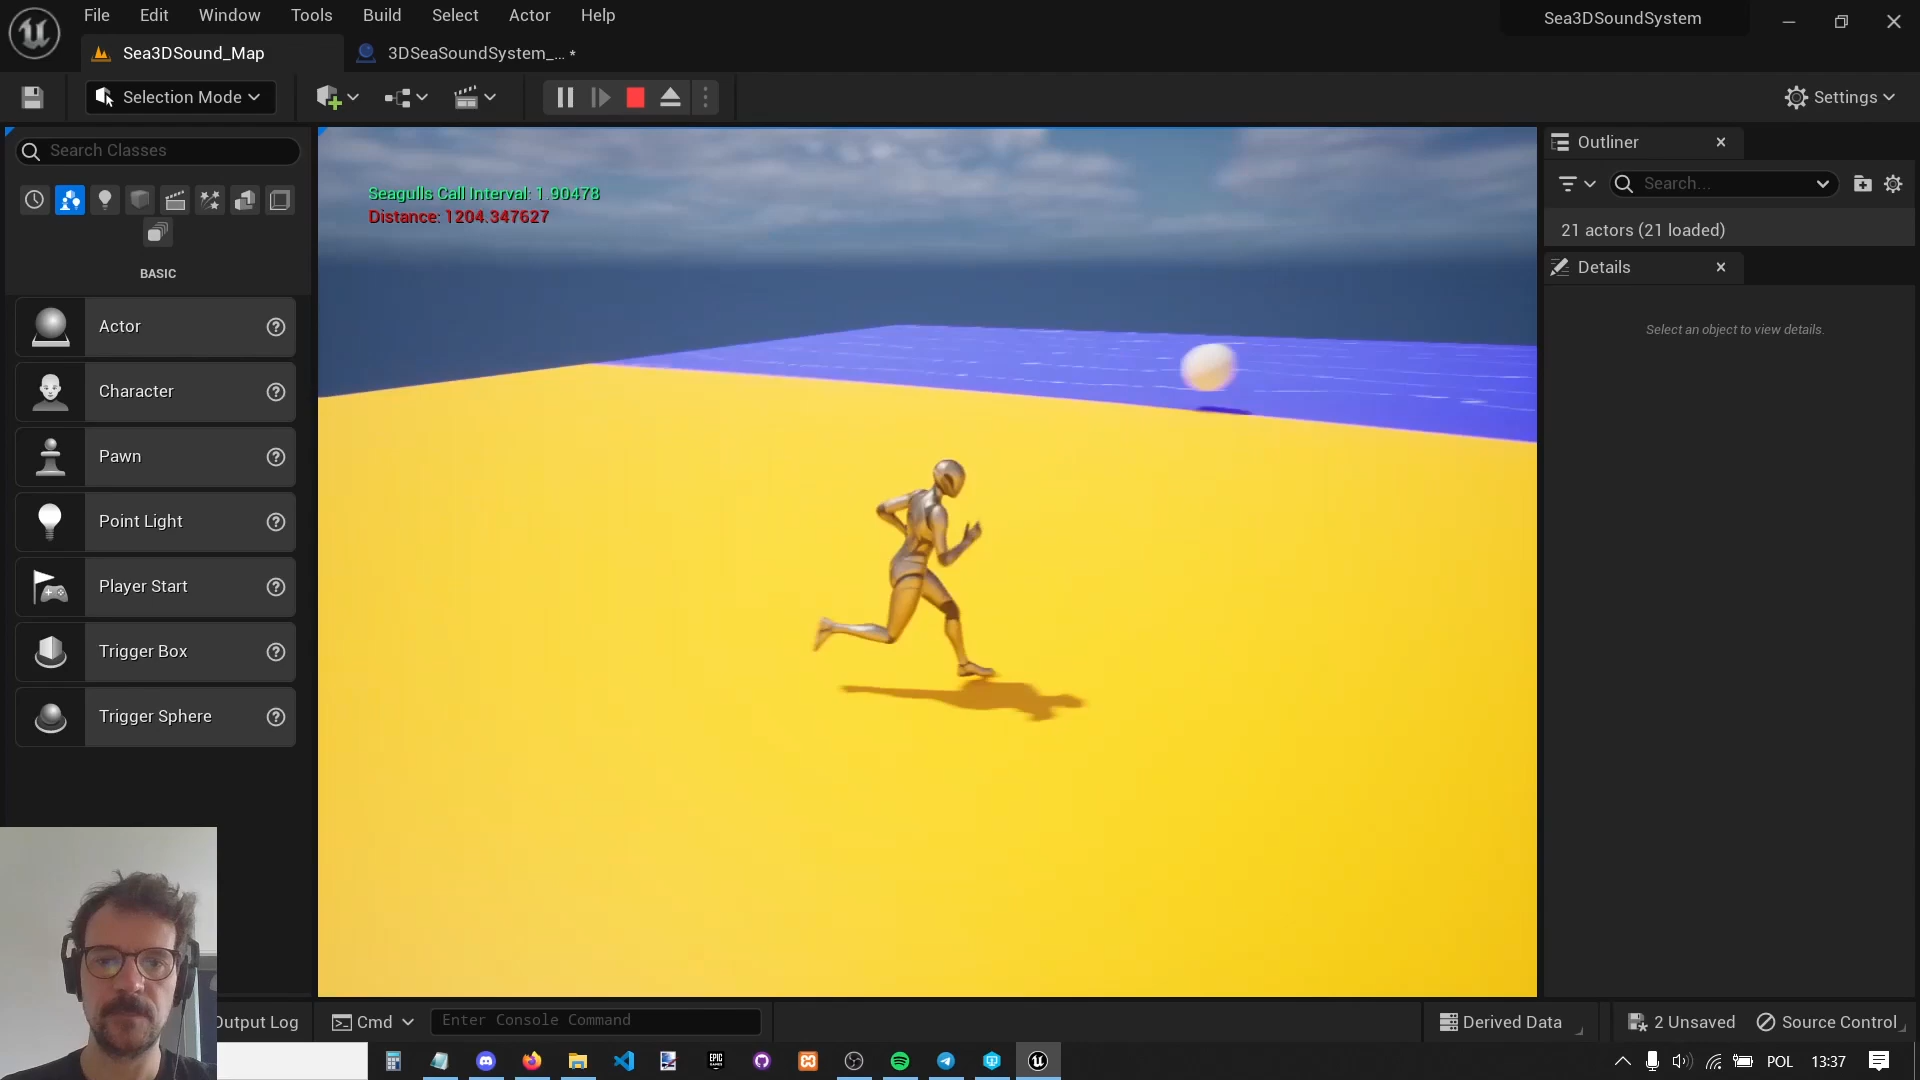 File Edit Window Tools Build Select Actor Help
Sea3DSoundSystem
Sea3DSound_Map
3DSeaSoundSystem_... *
Selection Mode
Settings
Search Classes
BASIC
Actor
Character
Pawn
Point Light
Player Start
Trigger Box
Trigger Sphere
Seagulls Call Interval: 1.90478
Distance: 1204.347627
Outliner
Search...
21 actors (21 loaded)
Details
Select an object to view details.
Output Log
Cmd
Enter Console Command
Derived Data
2 Unsaved
Source Control
EPIC
POL
13:37